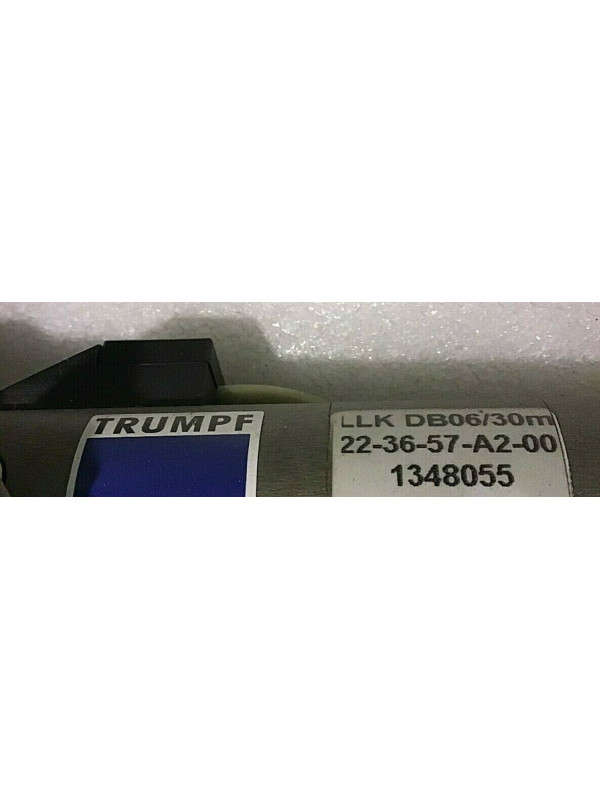 TRUMPF
LLK DB06/30m
22-36-57-A2-00
1348055